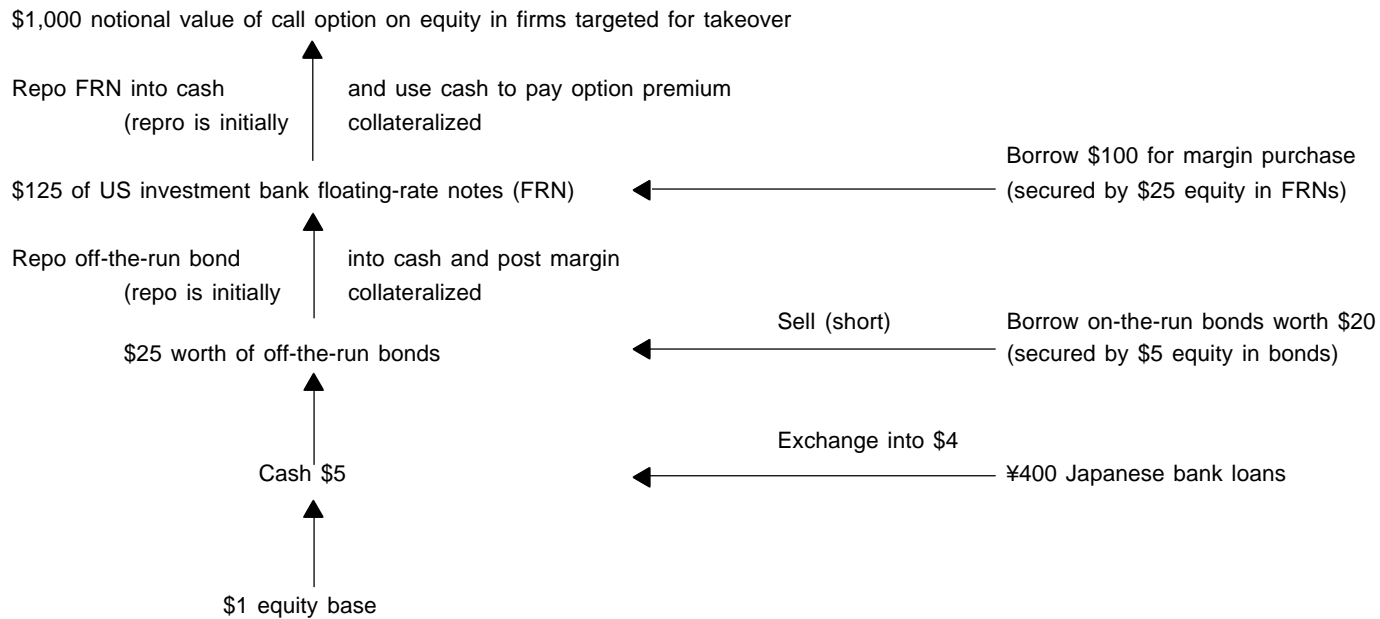 $1,000 notional value of call option on equity in firms targeted for takeover
Repo FRN into cash and use cash to pay option premium
(repro is initially collateralized
Borrow $100 for margin purchase
$125 of US investment bank floating-rate notes (FRN) (secured by $25 equity in FRNs)
Repo off-the-run bond into cash and post margin
(repo is initially collateralized
Sell (short) Borrow on-the-run bonds worth $20
$25 worth of off-the-run bonds (secured by $5 equity in bonds)
Exchange into $4
Cash $5 ¥400 Japanese bank loans
$1 equity base